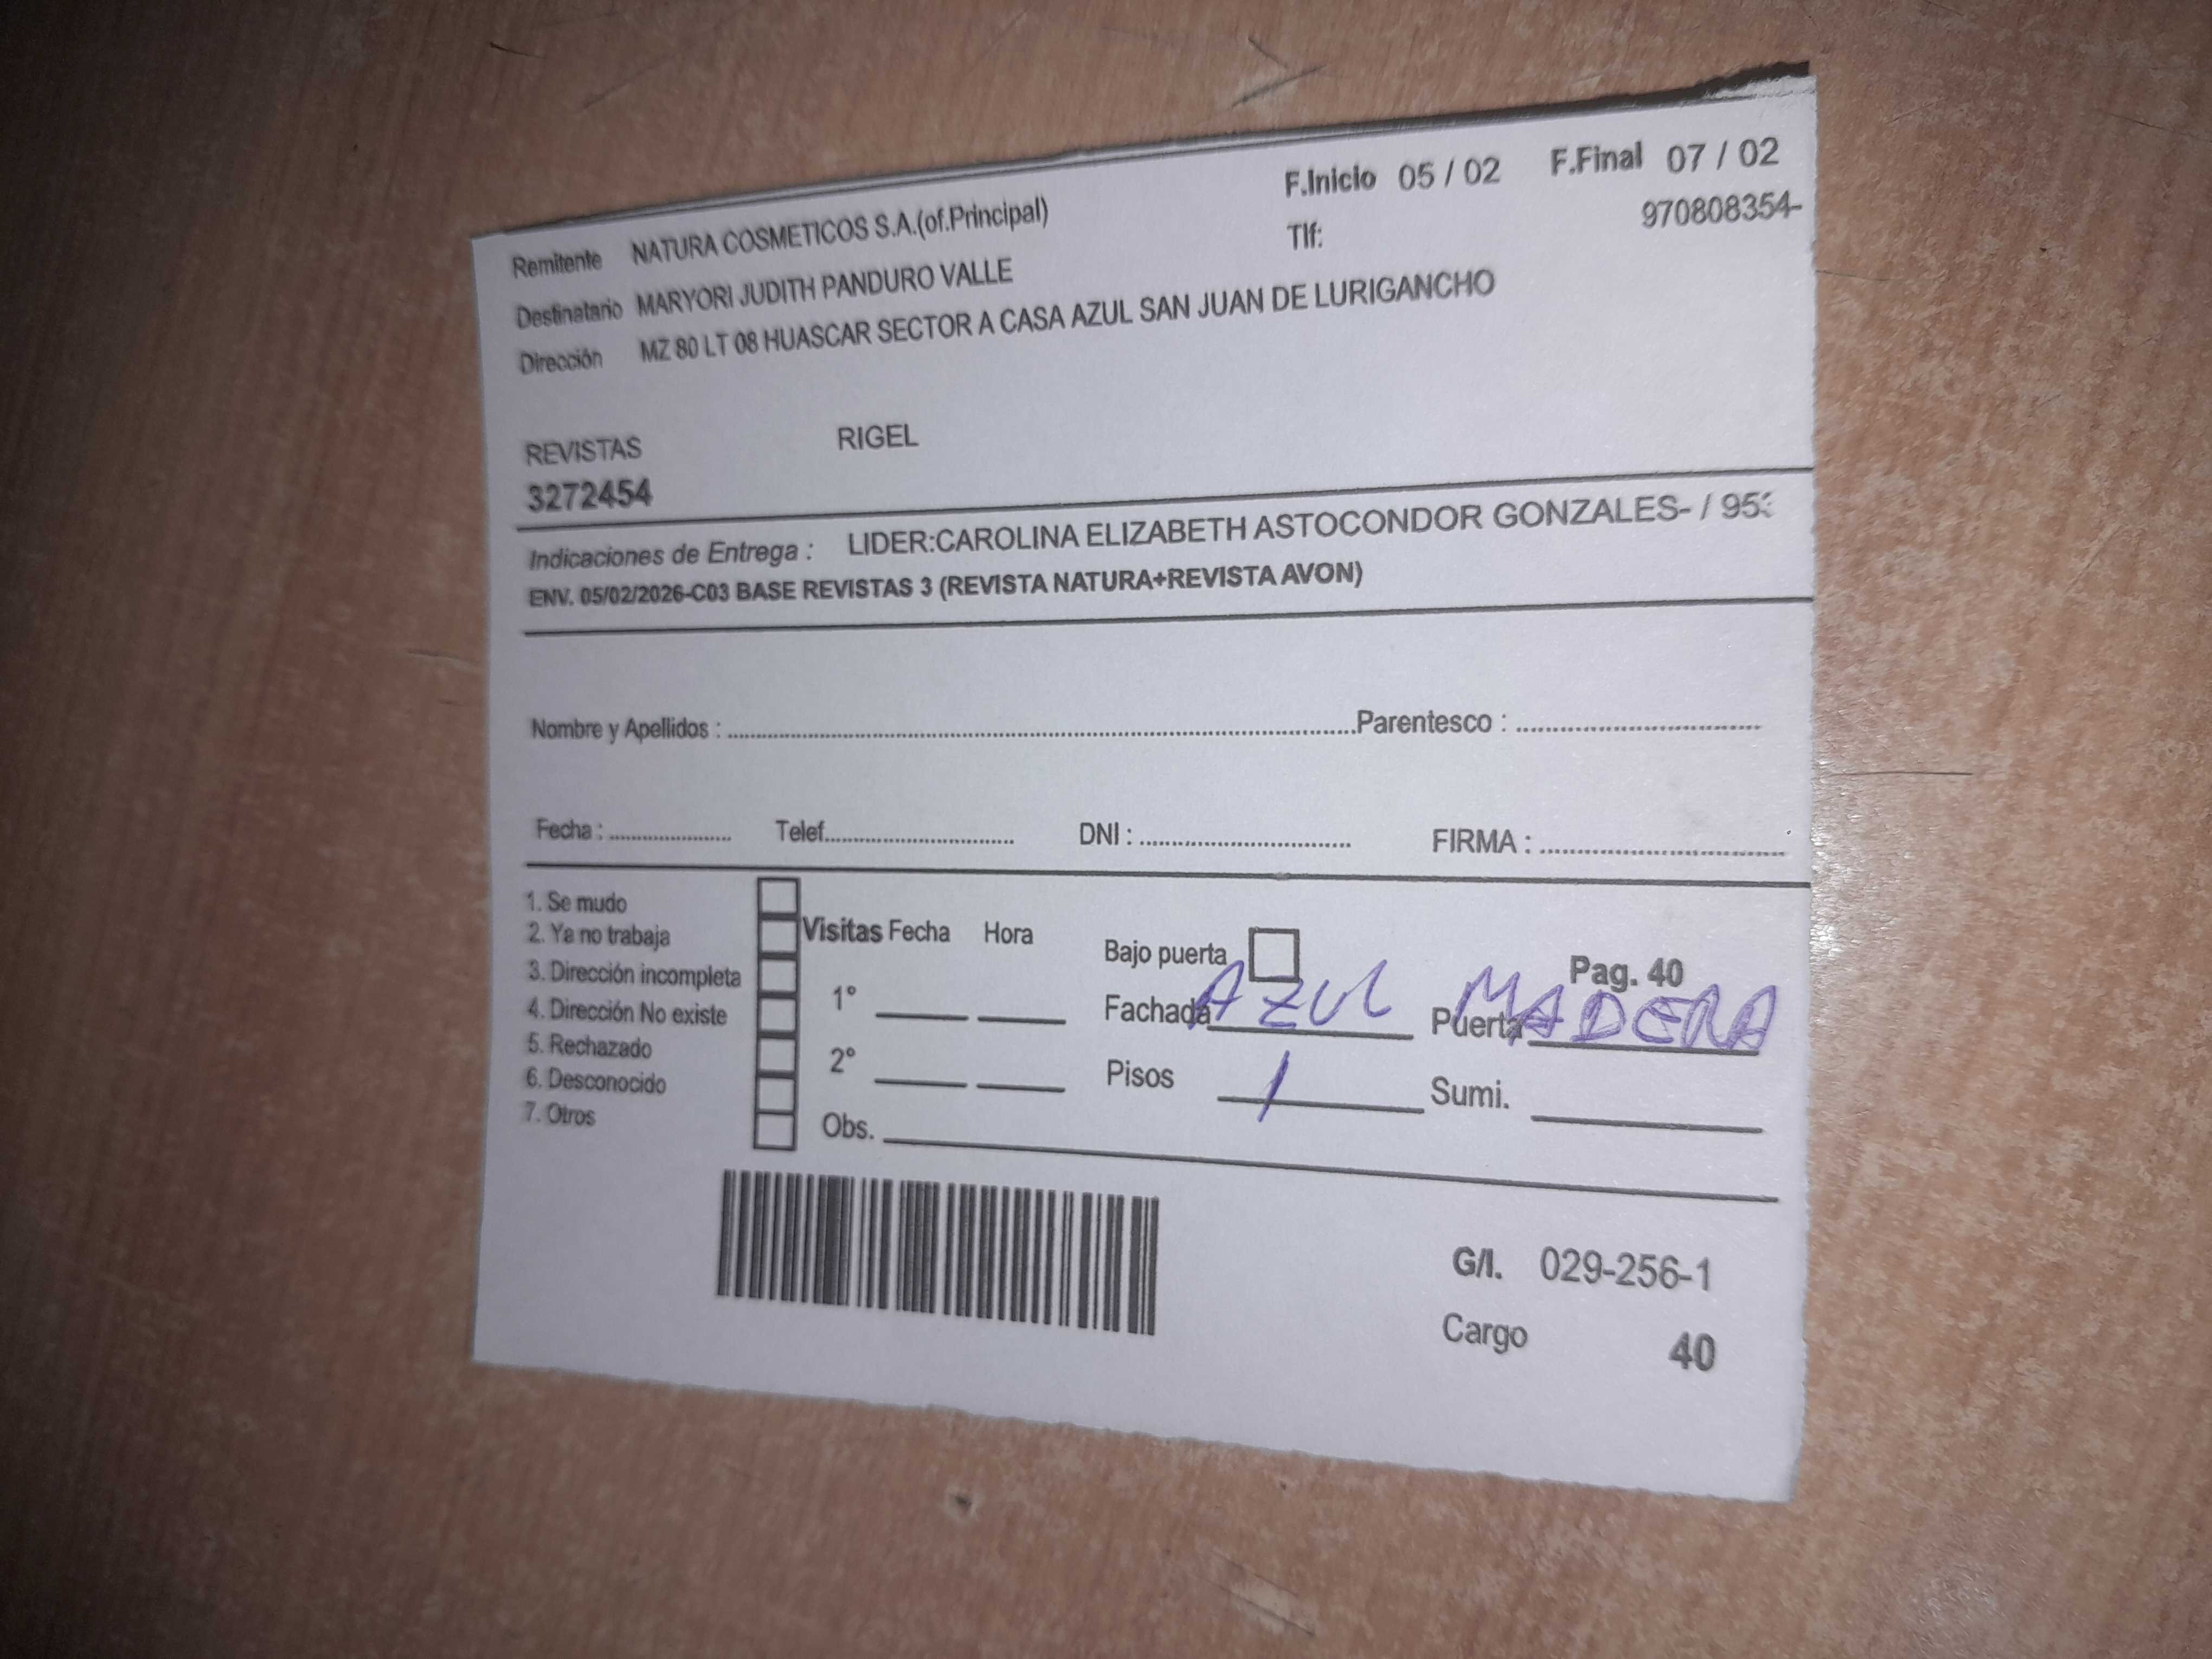 F.Inicio 05 / 02 F.Final 07 / 02
Remitente NATURA COSMETICOS S.A.(of.Principal) Tlf: 970808354-
Destinatario MARYORI JUDITH PANDURO VALLE
Dirección MZ 80 LT 08 HUASCAR SECTOR A CASA AZUL SAN JUAN DE LURIGANCHO
REVISTAS RIGEL
3272454
Indicaciones de Entrega : LIDER:CAROLINA ELIZABETH ASTOCONDOR GONZALES- / 953
ENV. 05/02/2026-C03 BASE REVISTAS 3 (REVISTA NATURA+REVISTA AVON)
Nombre y Apellidos : Parentesco :
Fecha : Telef. DNI : FIRMA :
1. Se mudo
2. Ya no trabaja
3. Dirección incompleta
4. Dirección No existe
5. Rechazado
6. Desconocido
7. Otros
Visitas Fecha Hora
1°
2°
Obs.
Bajo puerta Pag. 40
Fachada AZUL Puerta MADERA
Pisos 1 Sumi.
G/I. 029-256-1
Cargo 40